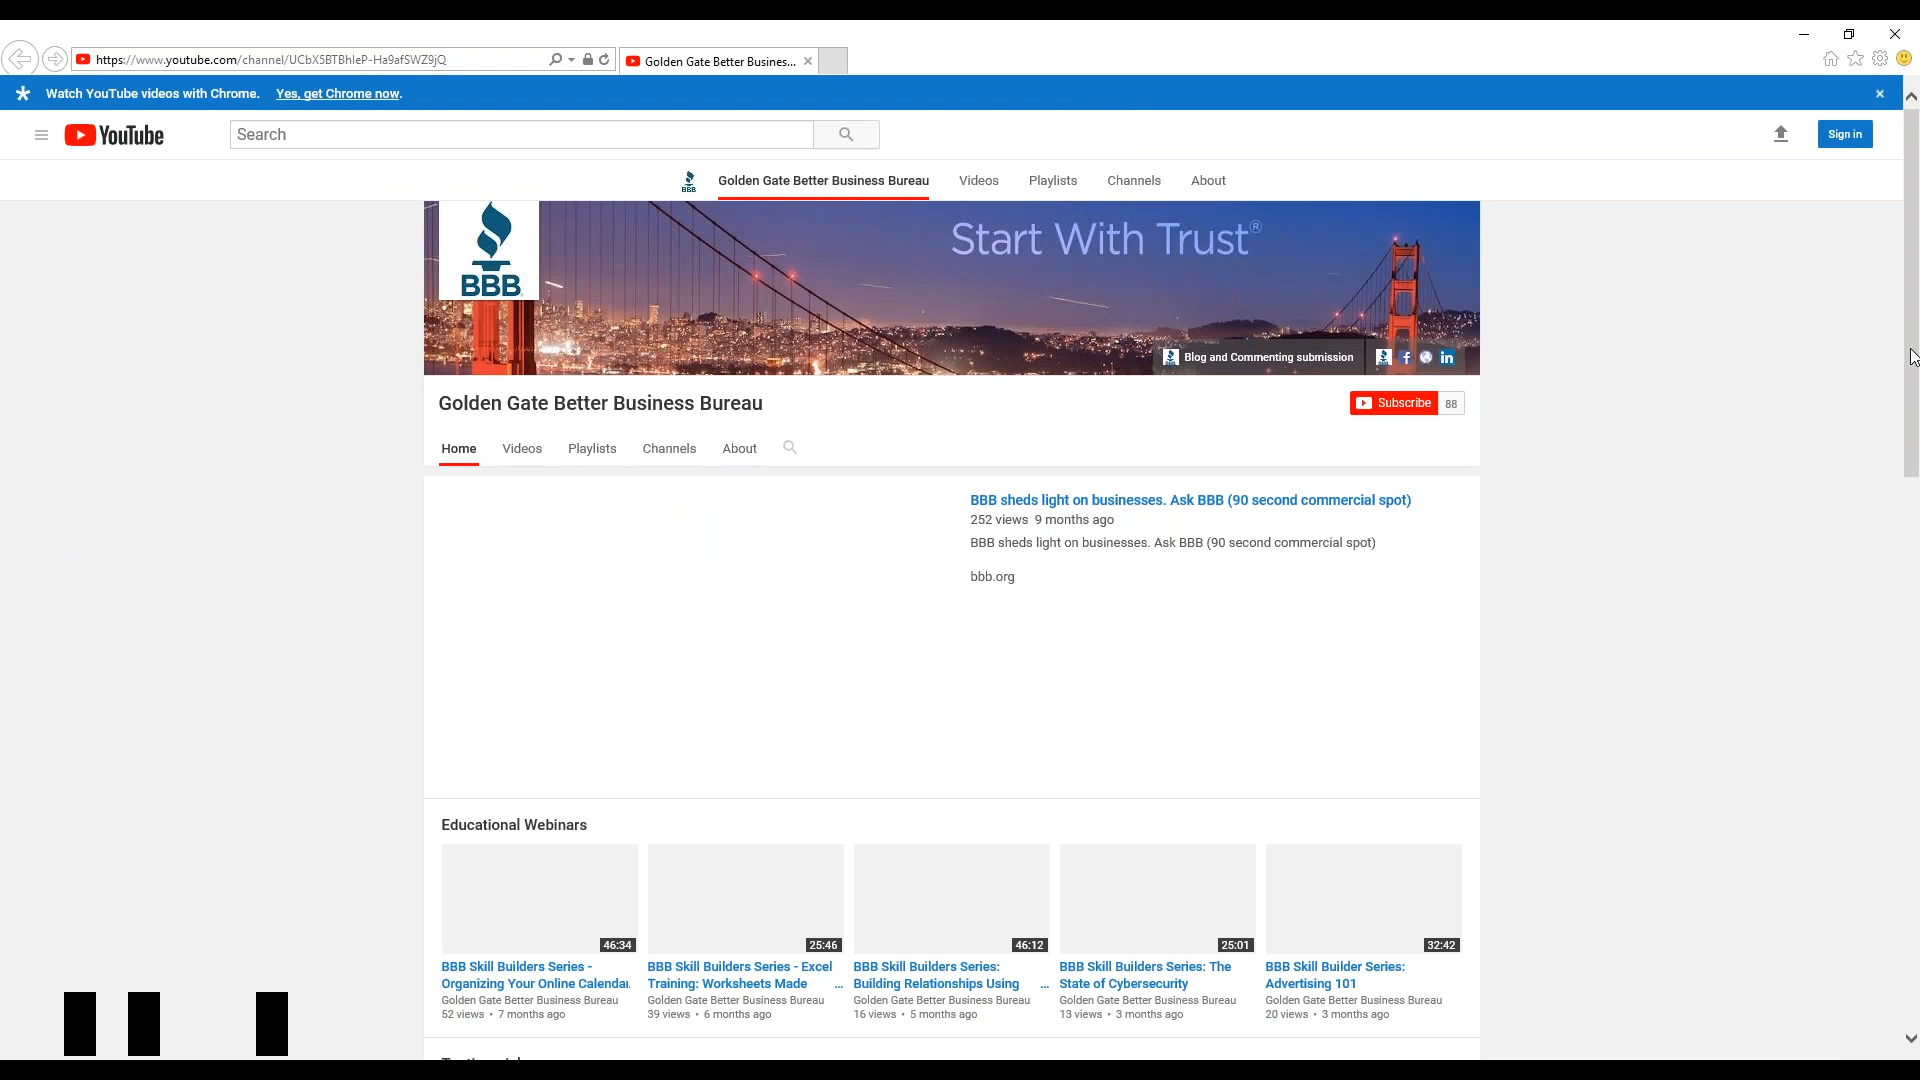 https://www.youtube.com/channel/UCbX5BTBhleP-Ha9afSWZ9jQ
Golden Gate Better Busines...
Watch YouTube videos with Chrome. Yes, get Chrome now.
YouTube
Search
Sign in
BBB
Golden Gate Better Business Bureau
Videos
Playlists
Channels
About
Start With Trust®
BBB
Blog and Commenting submission
Golden Gate Better Business Bureau
Subscribe 88
Home
Videos
Playlists
Channels
About
BBB sheds light on businesses. Ask BBB (90 second commercial spot)
252 views 9 months ago
BBB sheds light on businesses. Ask BBB (90 second commercial spot)
bbb.org
Educational Webinars
46:34
BBB Skill Builders Series -
Organizing Your Online Calendar
Golden Gate Better Business Bureau
52 views • 7 months ago
25:46
BBB Skill Builders Series - Excel
Training: Worksheets Made ...
Golden Gate Better Business Bureau
39 views • 6 months ago
46:12
BBB Skill Builders Series:
Building Relationships Using ...
Golden Gate Better Business Bureau
16 views • 5 months ago
25:01
BBB Skill Builders Series: The
State of Cybersecurity
Golden Gate Better Business Bureau
13 views • 3 months ago
32:42
BBB Skill Builder Series:
Advertising 101
Golden Gate Better Business Bureau
20 views • 3 months ago